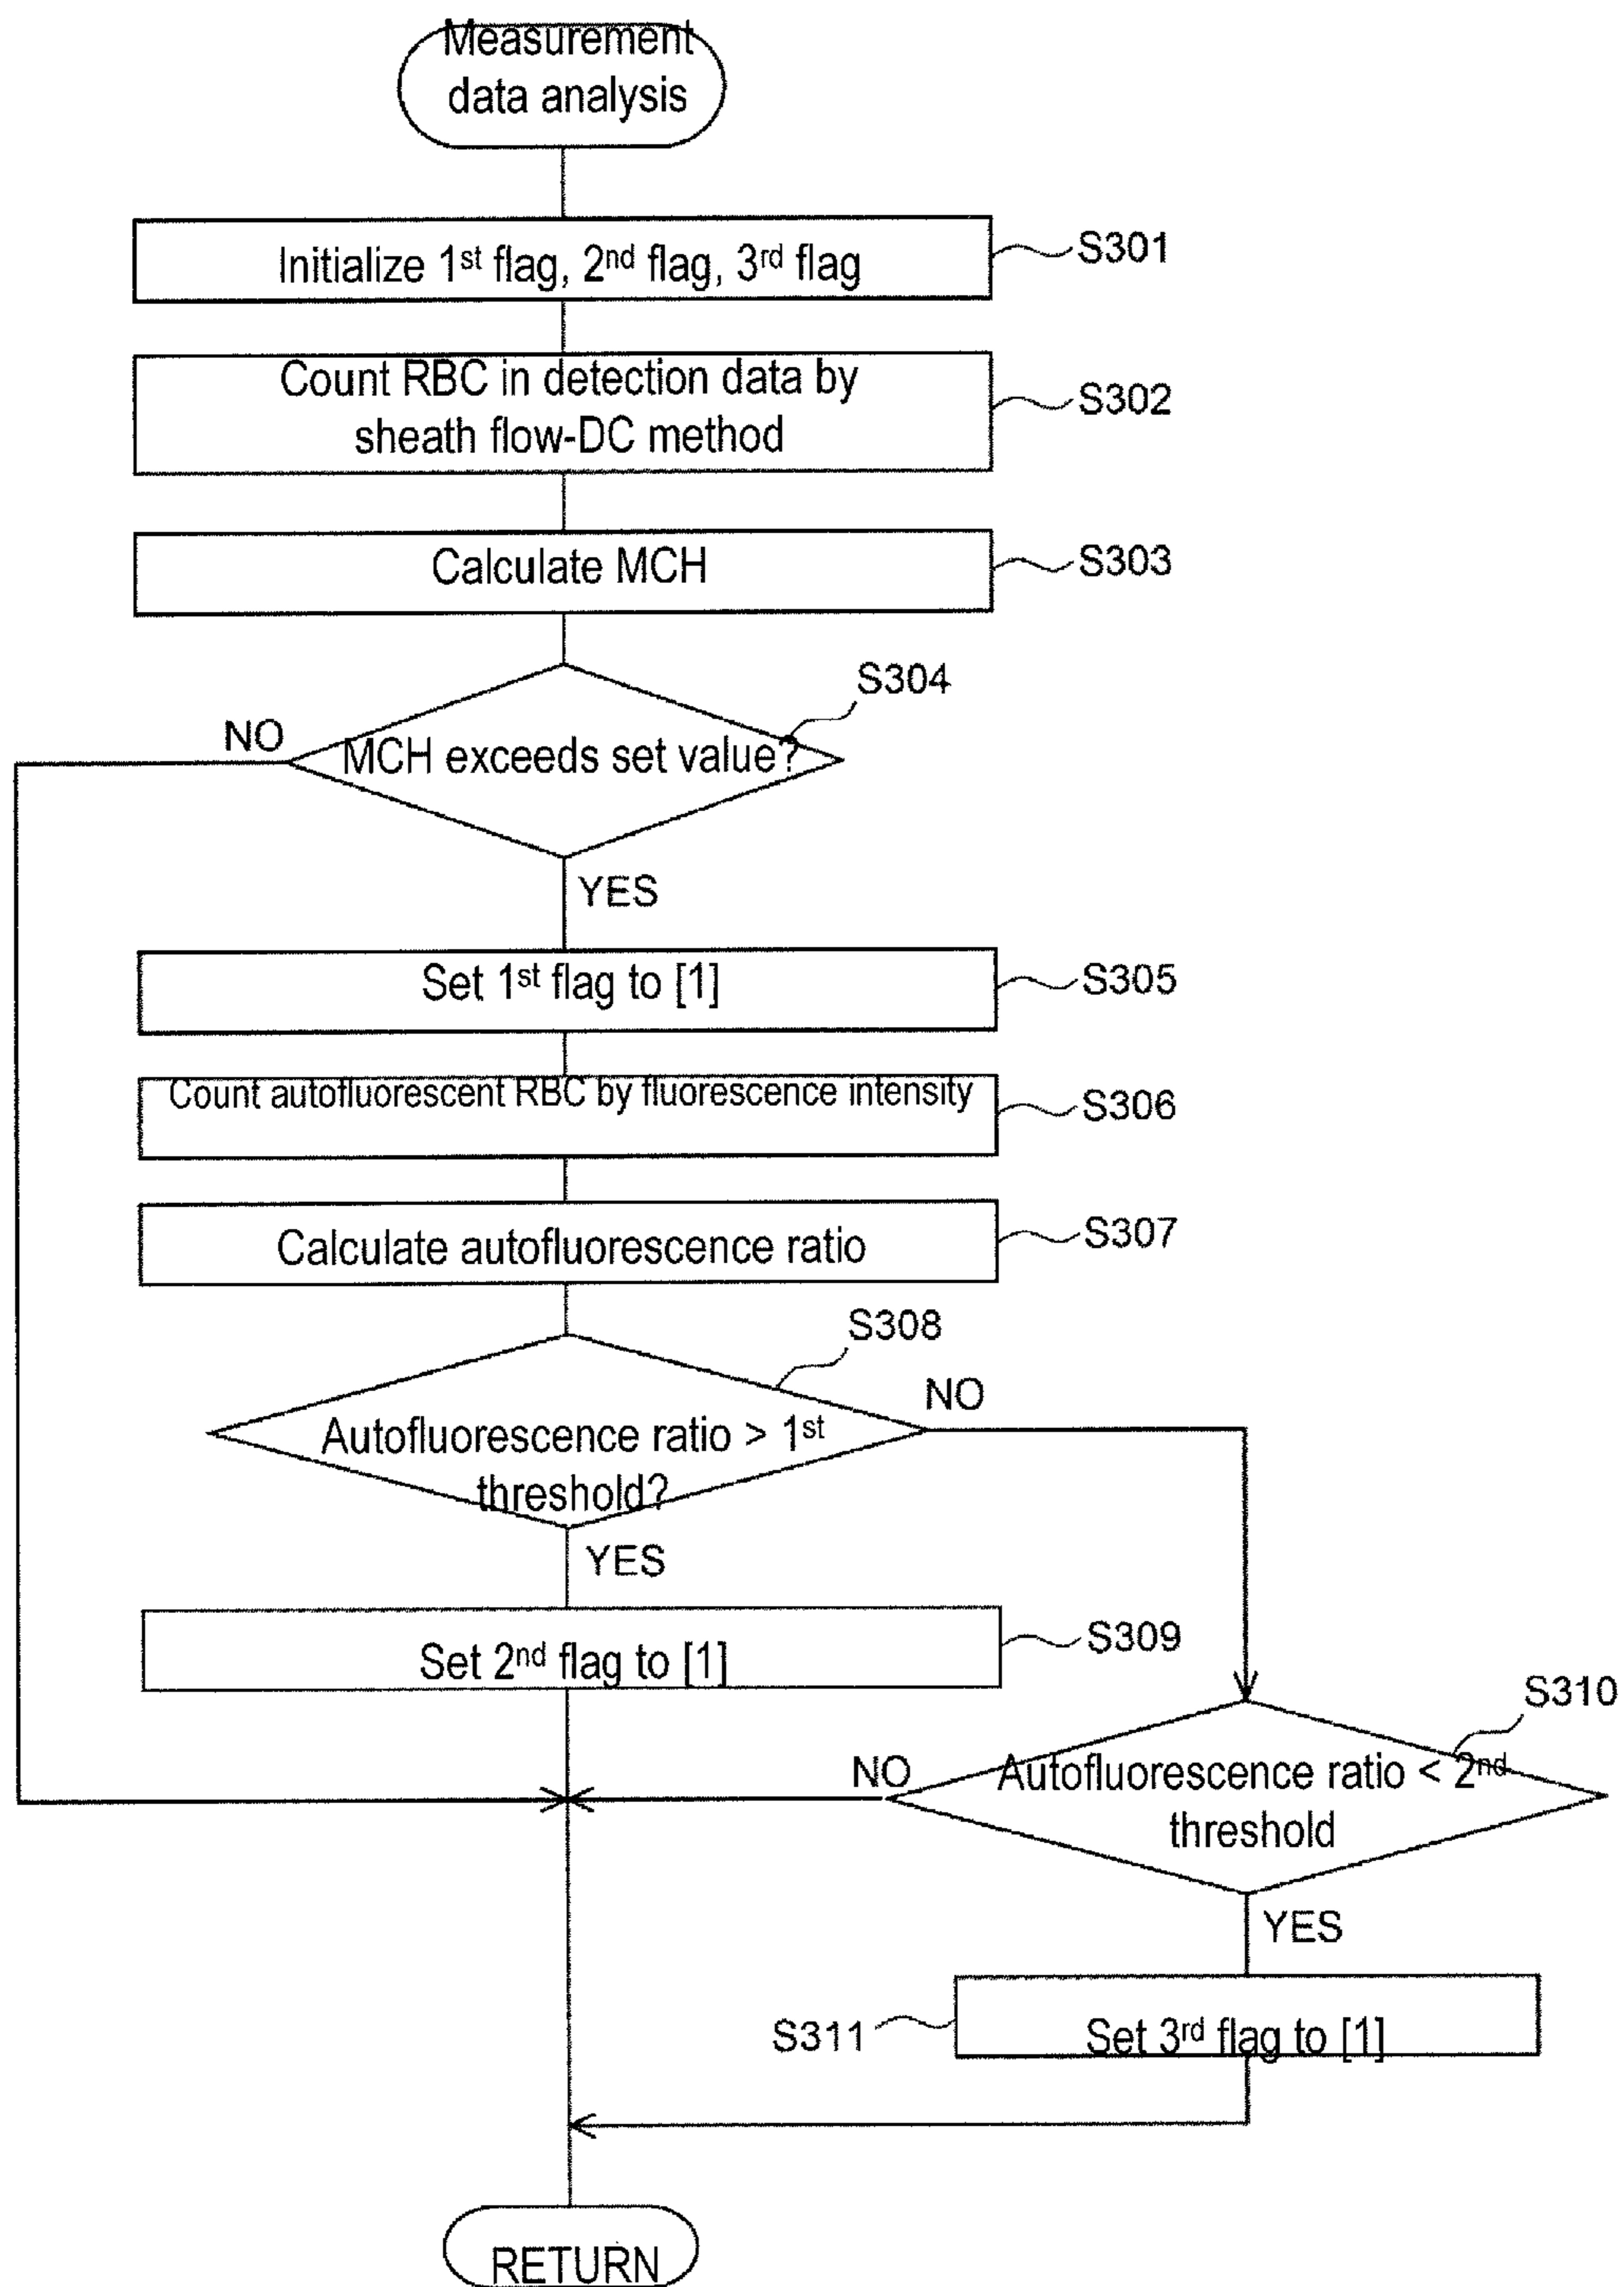 Measurement
data analysis
Initialize 1st flag, 2nd flag, 3rd flag
S301
Count RBC in detection data by
sheath flow-DC method
S302
Calculate MCH
S303
S304
NO
MCH exceeds set value?
YES
Set 1st flag to [1]
S305
Count autofluorescent RBC by fluorescence intensity
S306
Calculate autofluorescence ratio
S307
S308
NO
Autofluorescence ratio > 1st
threshold?
YES
Set 2nd flag to [1]
S309
S310
NO
Autofluorescence ratio < 2nd
threshold
YES
Set 3rd flag to [1]
S311
RETURN